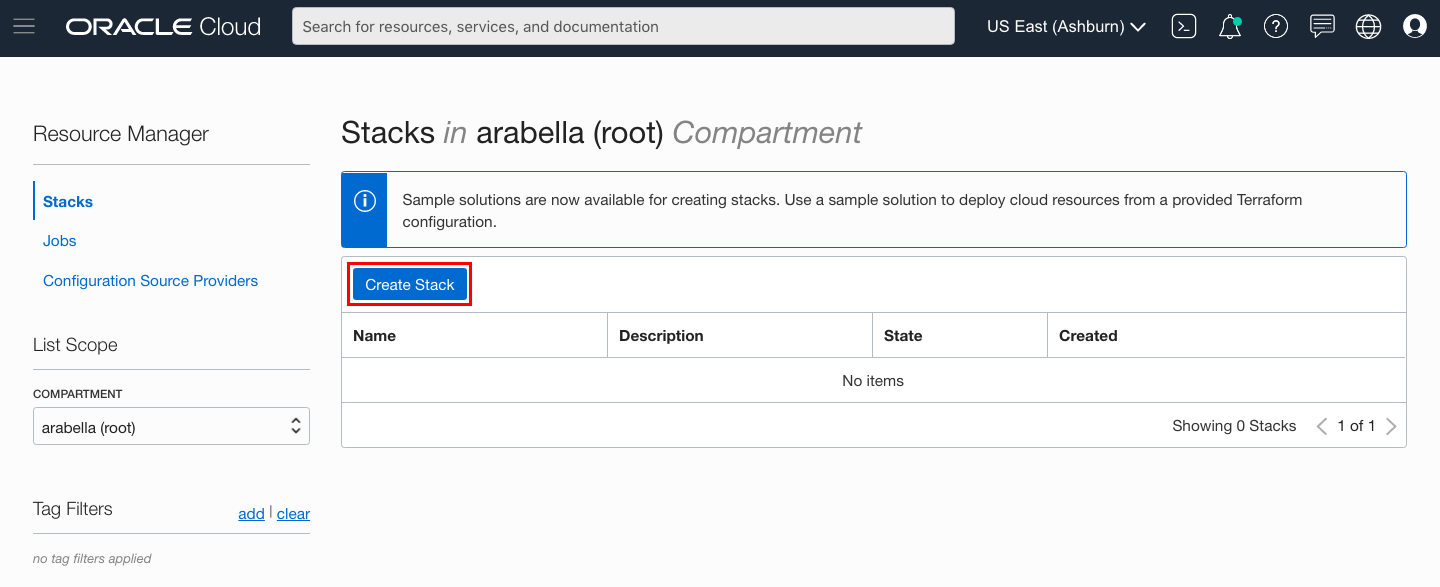 ORACLE Cloud
Search for resources, services, and documentation
US East (Ashburn)
Resource Manager
Stacks
Jobs
Configuration Source Providers
List Scope
COMPARTMENT
arabella (root)
Tag Filters
add | clear
no tag filters applied
Stacks in arabella (root) Compartment
Sample solutions are now available for creating stacks. Use a sample solution to deploy cloud resources from a provided Terraform
configuration.
Create Stack
Name Description State Created
No items
Showing 0 Stacks 1 of 1